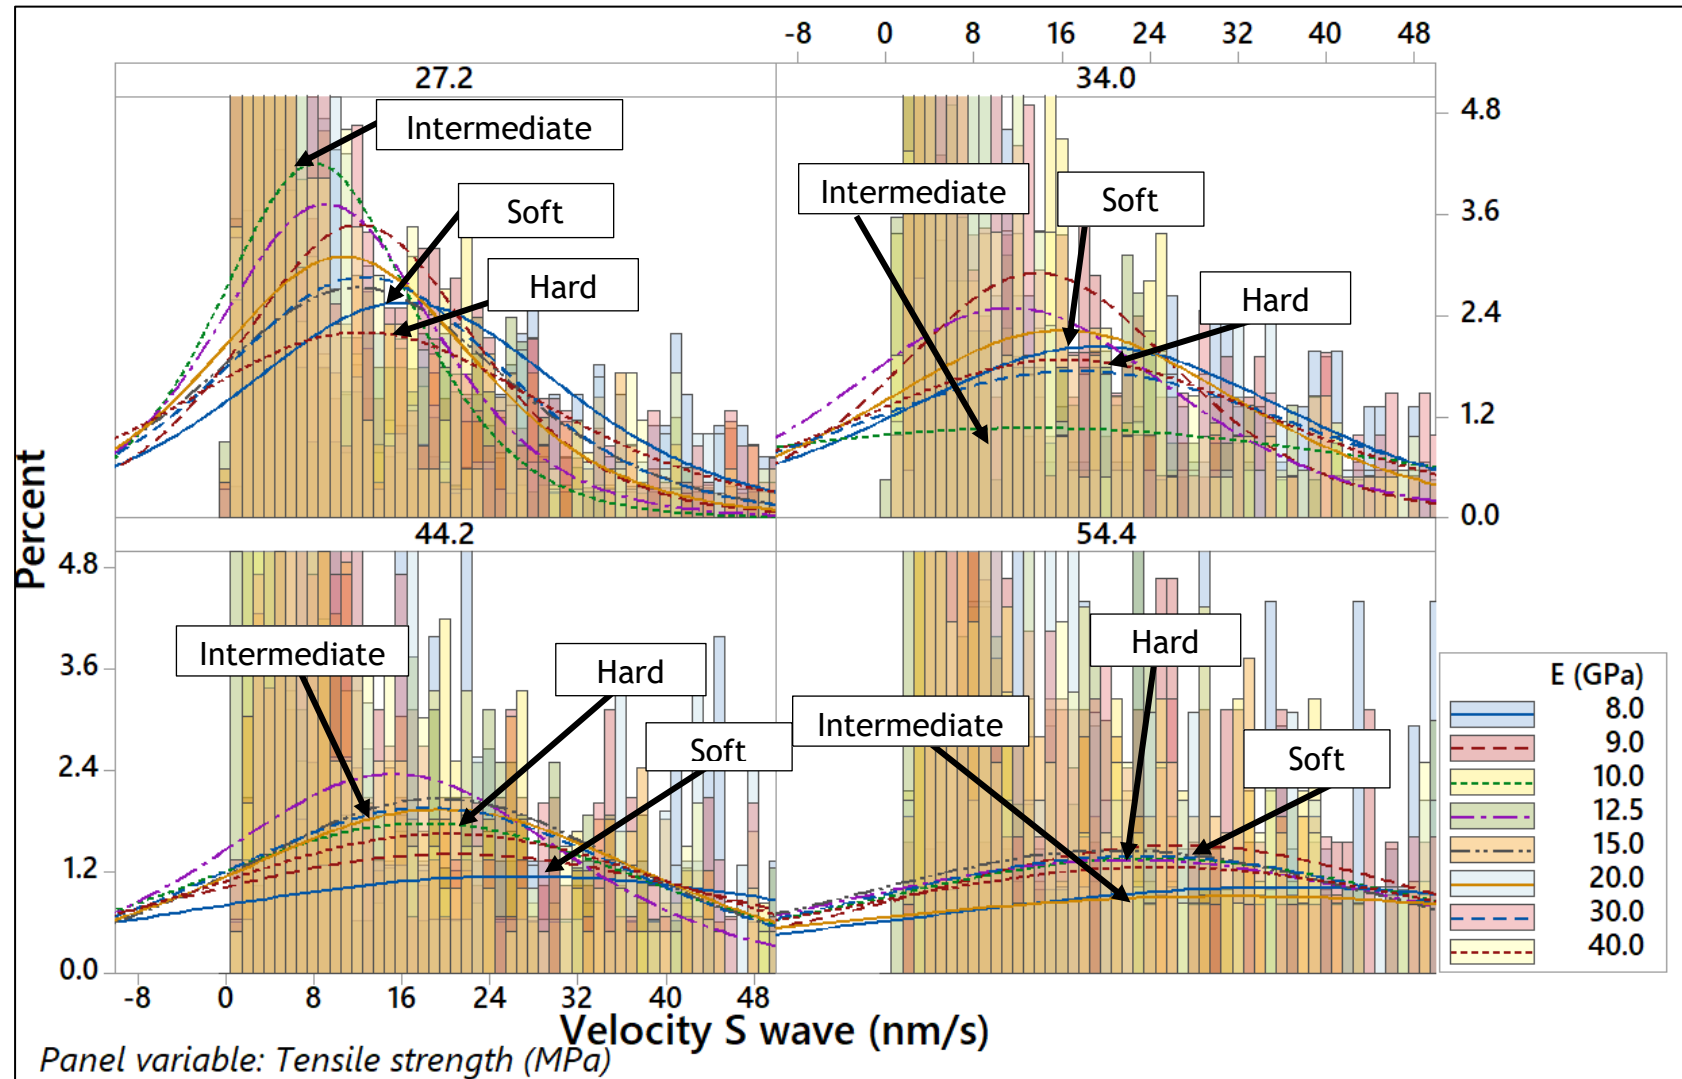 -8 0 8 16 24 32 40 48
27.2 34.0
Intermediate
Soft
Hard
Intermediate
Soft
Hard
4.8
3.6
2.4
1.2
0.0
44.2 54.4
Percent
4.8
3.6
2.4
1.2
0.0
Intermediate
Hard
Soft
Hard
Intermediate
Soft
E (GPa)
8.0
9.0
10.0
12.5
15.0
20.0
30.0
40.0
-8 0 8 16 24 32 40 48
Velocity S wave (nm/s)
Panel variable: Tensile strength (MPa)